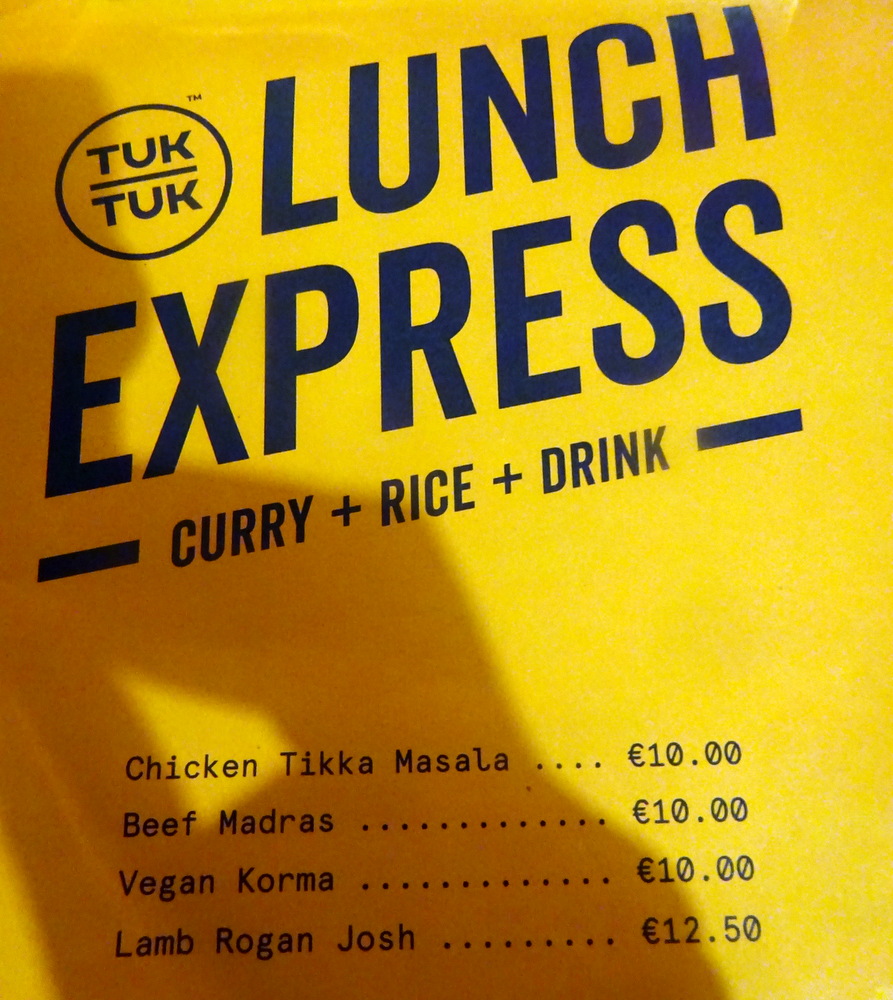 TUK
TUK
™
LUNCH
EXPRESS
CURRY + RICE + DRINK
Chicken Tikka Masala .... €10.00
Beef Madras ............. €10.00
Vegan Korma ............. €10.00
Lamb Rogan Josh ......... €12.50